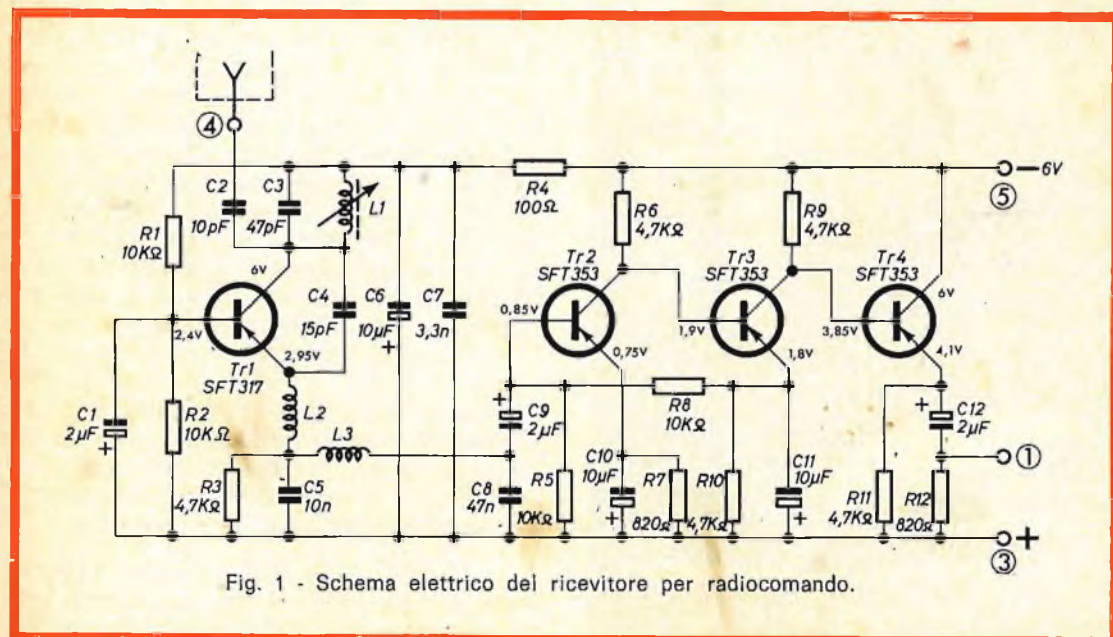 ④
−6V
⑤
C2
10pF
C3
47pF
L1
R1
10KΩ
R4
100Ω
R6
4,7KΩ
R9
4,7KΩ
6V
2,4V
2,95V
Tr1
SFT317
C4
15pF
C6
10µF
+
C7
3,3n
Tr2
SFT353
0,85V
0,75V
Tr3
SFT353
1,9V
1,8V
Tr4
SFT353
6V
3,85V
4,1V
C1
2µF
+
R2
10KΩ
L2
L3
R3
4,7KΩ
C5
10n
+
C9
2µF
C8
47n
R5
10KΩ
R8
10KΩ
C10
10µF
+
R7
820Ω
R10
4,7KΩ
C11
10µF
+
+
C12
2µF
①
R11
4,7KΩ
R12
820Ω
+
③
Fig. 1 - Schema elettrico del ricevitore per radiocomando.